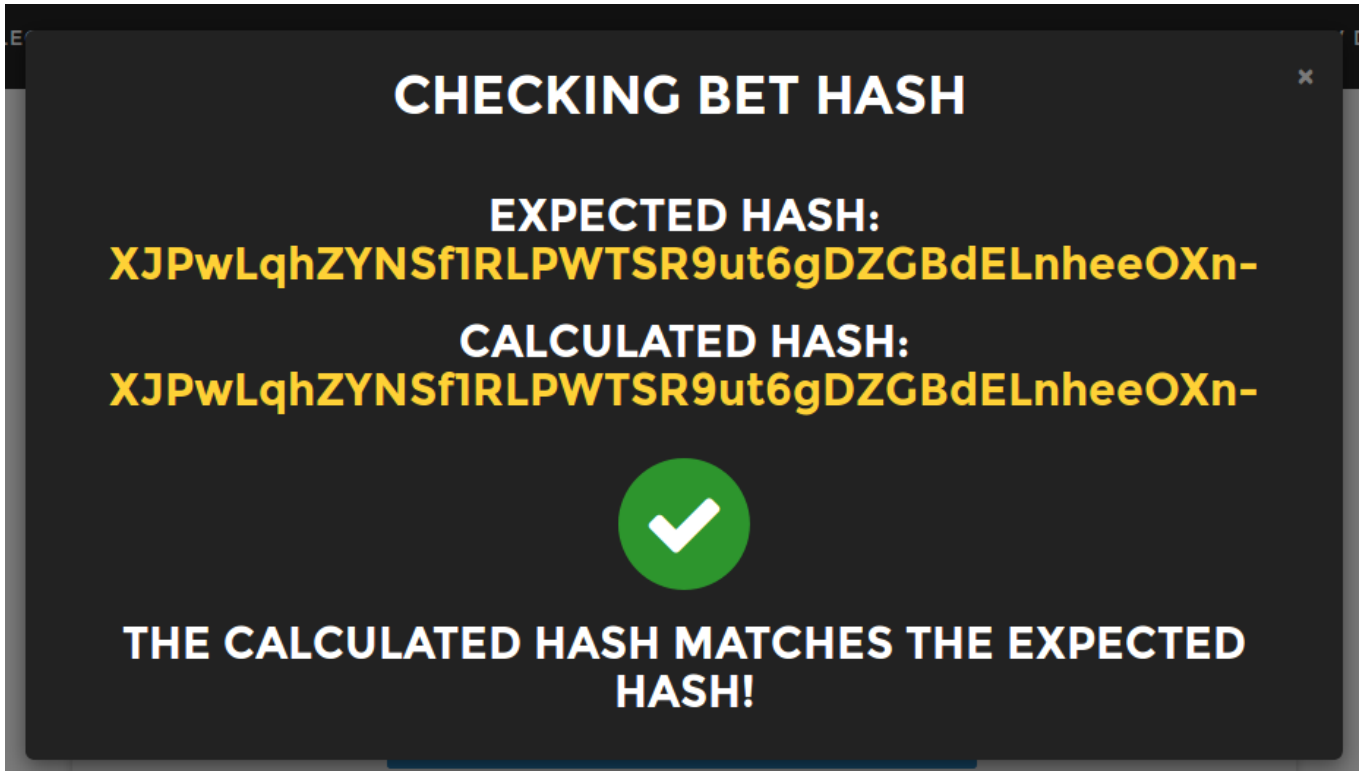 CHECKING BET HASH
×
EXPECTED HASH:
XJPwLqhZYNSf1RLPWTSR9ut6gDZGBdELnheeOXn-
CALCULATED HASH:
XJPwLqhZYNSf1RLPWTSR9ut6gDZGBdELnheeOXn-
THE CALCULATED HASH MATCHES THE EXPECTED
HASH!